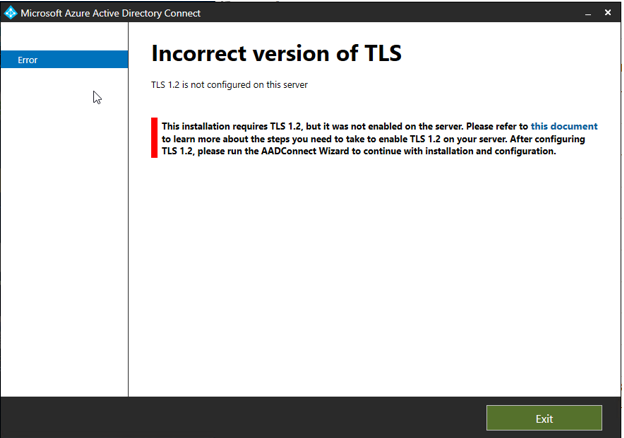 Microsoft Azure Active Directory Connect
Error
Incorrect version of TLS
TLS 1.2 is not configured on this server
This installation requires TLS 1.2, but it was not enabled on the server. Please refer to this document
to learn more about the steps you need to take to enable TLS 1.2 on your server. After configuring
TLS 1.2, please run the AADConnect Wizard to continue with installation and configuration.
Exit